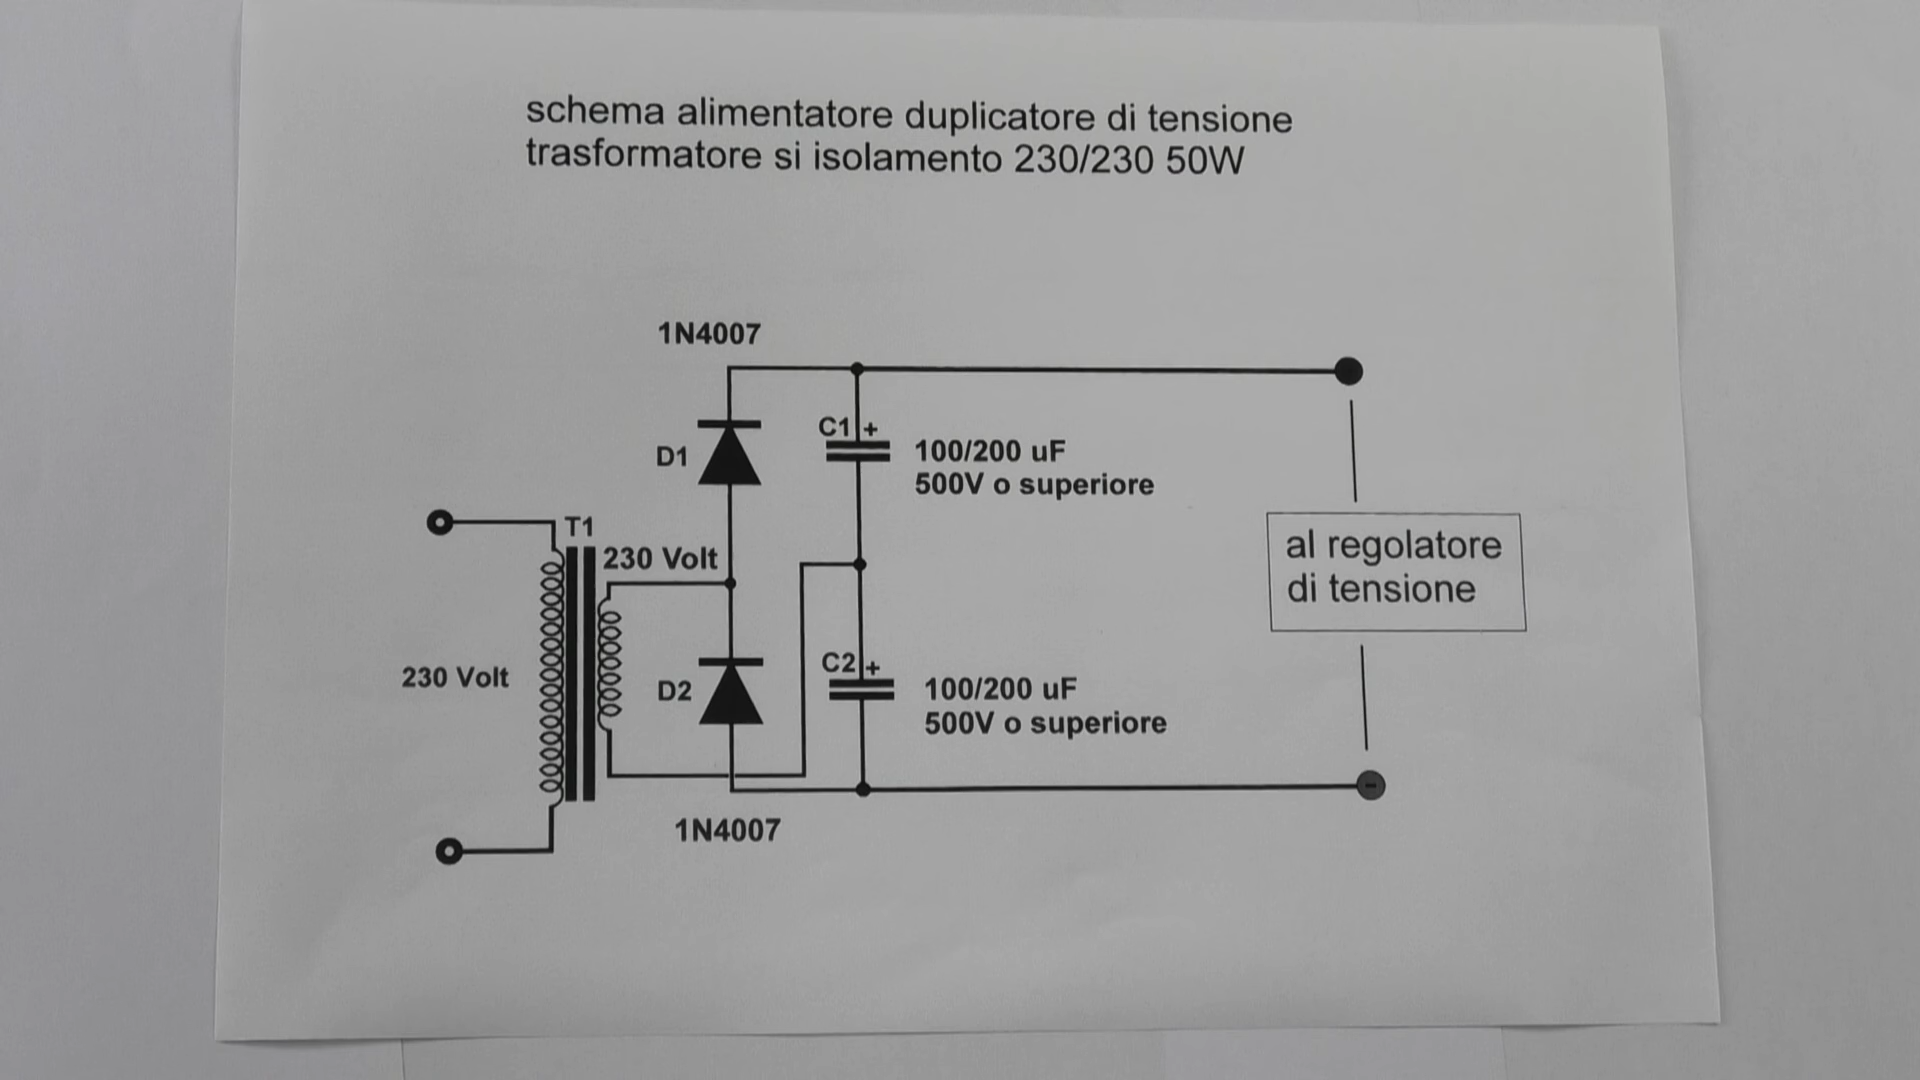 schema alimentatore duplicatore di tensione
trasformatore si isolamento 230/230 50W
1N4007
C1 +
D1
100/200 uF
500V o superiore
T1
230 Volt
al regolatore
di tensione
230 Volt
C2 +
D2
100/200 uF
500V o superiore
-
1N4007